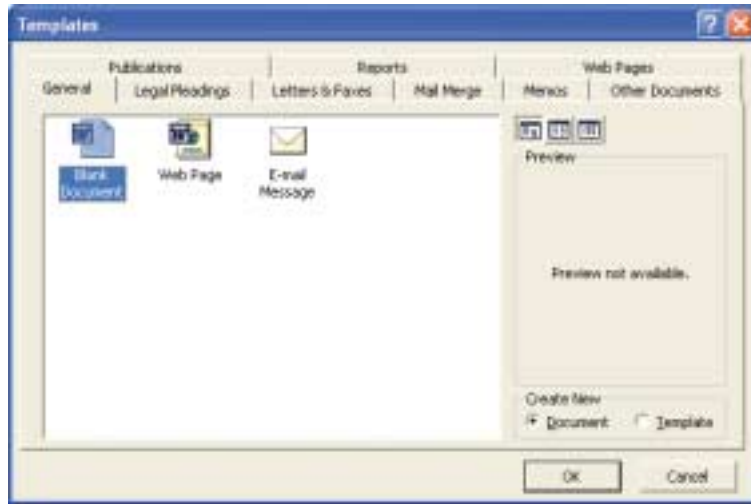 Templates
Publications Reports Web Pages
General Legal Pleadings Letters & Faxes Mail Merge Memos Other Documents
Blank Document
Web Page
E-mail Message
Preview
Preview not available.
Create New
Document Template
OK Cancel